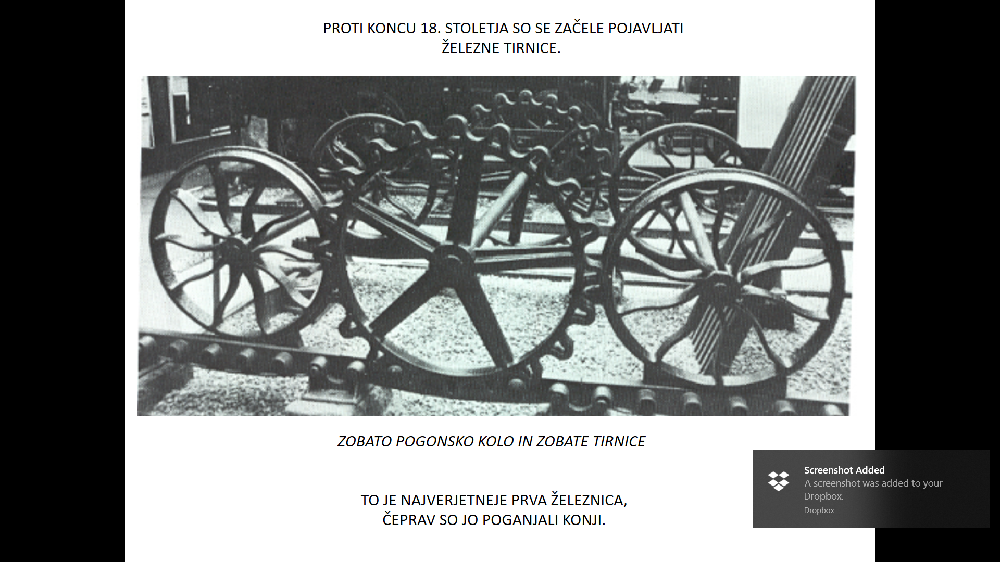 PROTI KONCU 18. STOLETJA SO SE ZAČELE POJAVLJATI
ŽELEZNE TIRNICE.
ZOBATO POGONSKO KOLO IN ZOBATE TIRNICE
TO JE NAJVERJETNEJE PRVA ŽELEZNICA,
ČEPRAV SO JO POGANJALI KONJI.
Screenshot Added
A screenshot was added to your
Dropbox.
Dropbox